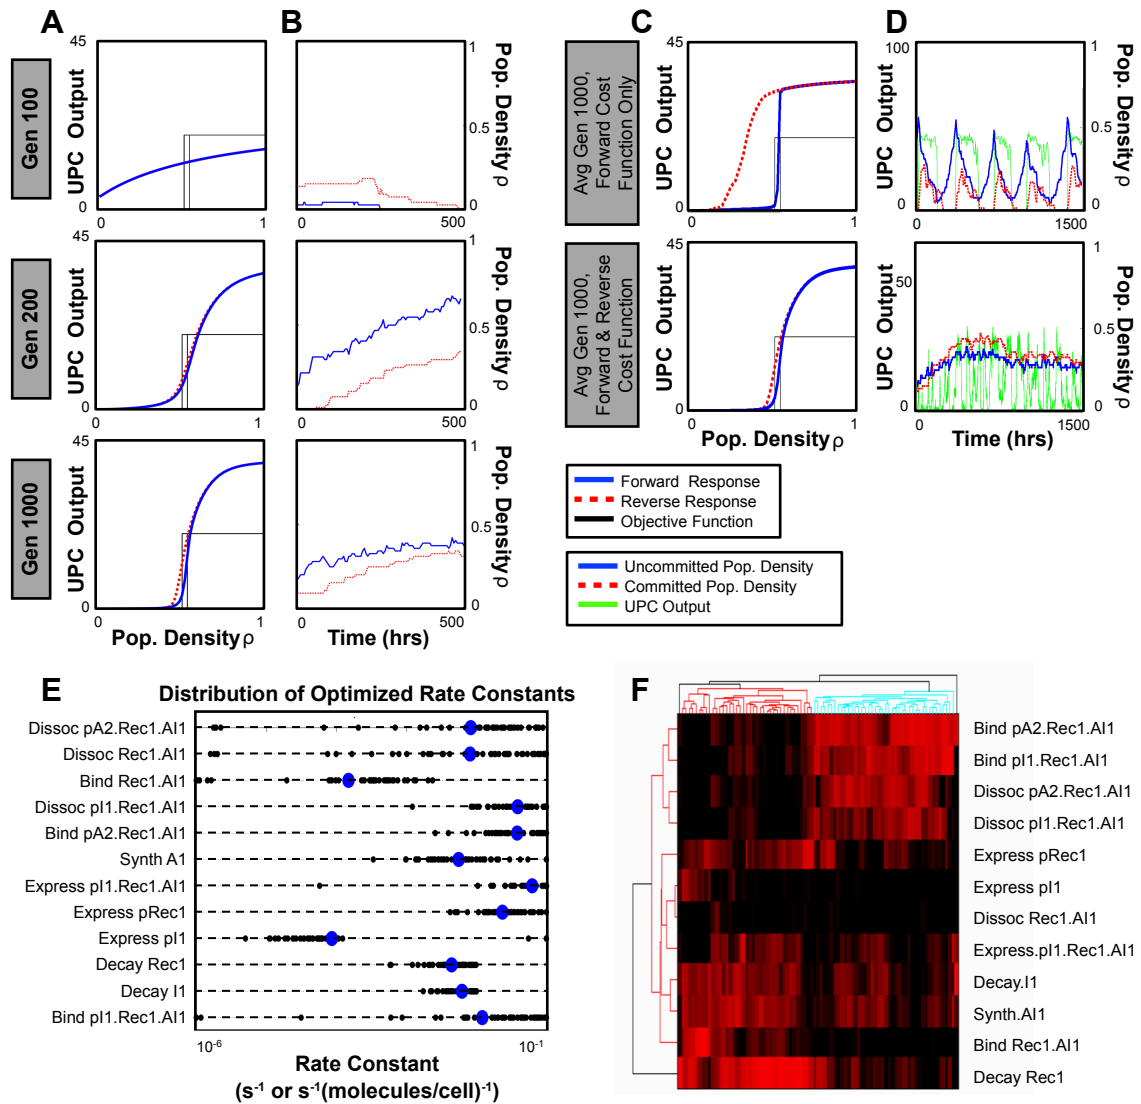 A
B
C
D
Gen 100
UPC Output
45
0
1
1
0.5
0
0
500
Pop. Density ρ
Gen 200
UPC Output
45
0
1
1
0.5
0
0
500
Pop. Density ρ
Gen 1000
UPC Output
45
0
1
Pop. Density ρ
1
0.5
0
0
500
Time (hrs)
Pop. Density ρ
Avg Gen 1000,
Forward Cost
Function Only
UPC Output
45
0
1
100
0
1
0.5
0
0
1500
Pop. Density ρ
Avg Gen 1000,
Forward & Reverse
Cost Function
UPC Output
45
0
0
1
Pop. Density ρ
UPC Output
50
0
1
0.5
0
0
1500
Time (hrs)
Pop. Density ρ
UPC Output
Forward Response
Reverse Response
Objective Function
Uncommitted Pop. Density
Committed Pop. Density
UPC Output
E
Distribution of Optimized Rate Constants
Dissoc pA2.Rec1.AI1
Dissoc Rec1.AI1
Bind Rec1.AI1
Dissoc pI1.Rec1.AI1
Bind pA2.Rec1.AI1
Synth A1
Express pI1.Rec1.AI1
Express pRec1
Express pI1
Decay Rec1
Decay I1
Bind pI1.Rec1.AI1
10-6
10-1
Rate Constant
(s-1 or s-1(molecules/cell)-1)
F
Bind pA2.Rec1.AI1
Bind pI1.Rec1.AI1
Dissoc pA2.Rec1.AI1
Dissoc pI1.Rec1.AI1
Express pRec1
Express pI1
Dissoc Rec1.AI1
Express.pI1.Rec1.AI1
Decay.I1
Synth.AI1
Bind Rec1.AI1
Decay Rec1